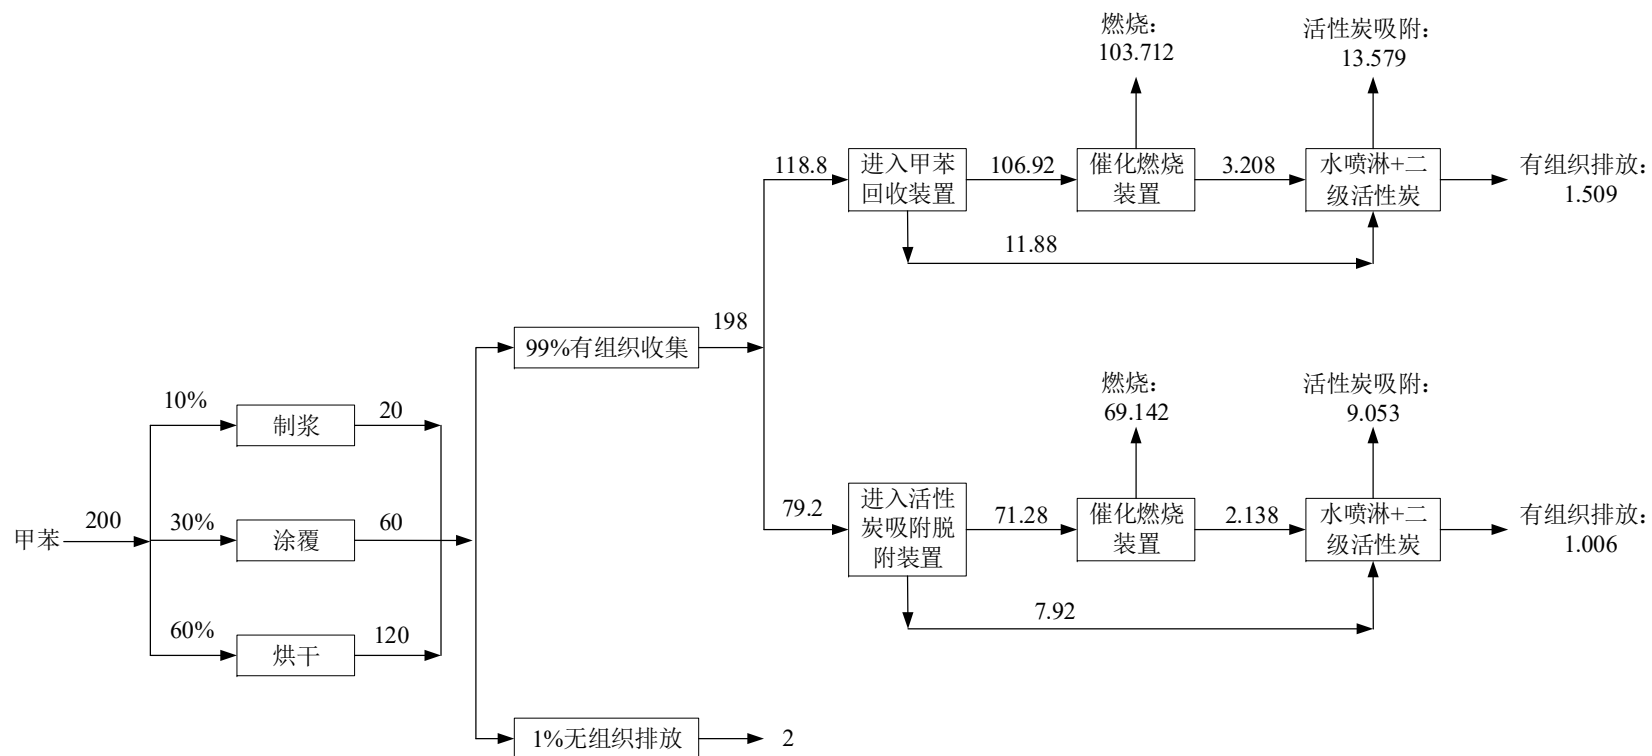 燃烧：
103.712
活性炭吸附：
13.579
118.8
进入甲苯
回收装置
106.92
催化燃烧
装置
3.208
水喷淋+二
级活性炭
有组织排放：
1.509
11.88
99%有组织收集
198
燃烧：
69.142
活性炭吸附：
9.053
10%
制浆
20
79.2
进入活性
炭吸附脱
附装置
71.28
催化燃烧
装置
2.138
水喷淋+二
级活性炭
有组织排放：
1.006
甲苯
200
30%
涂覆
60
7.92
60%
烘干
120
1%无组织排放
2